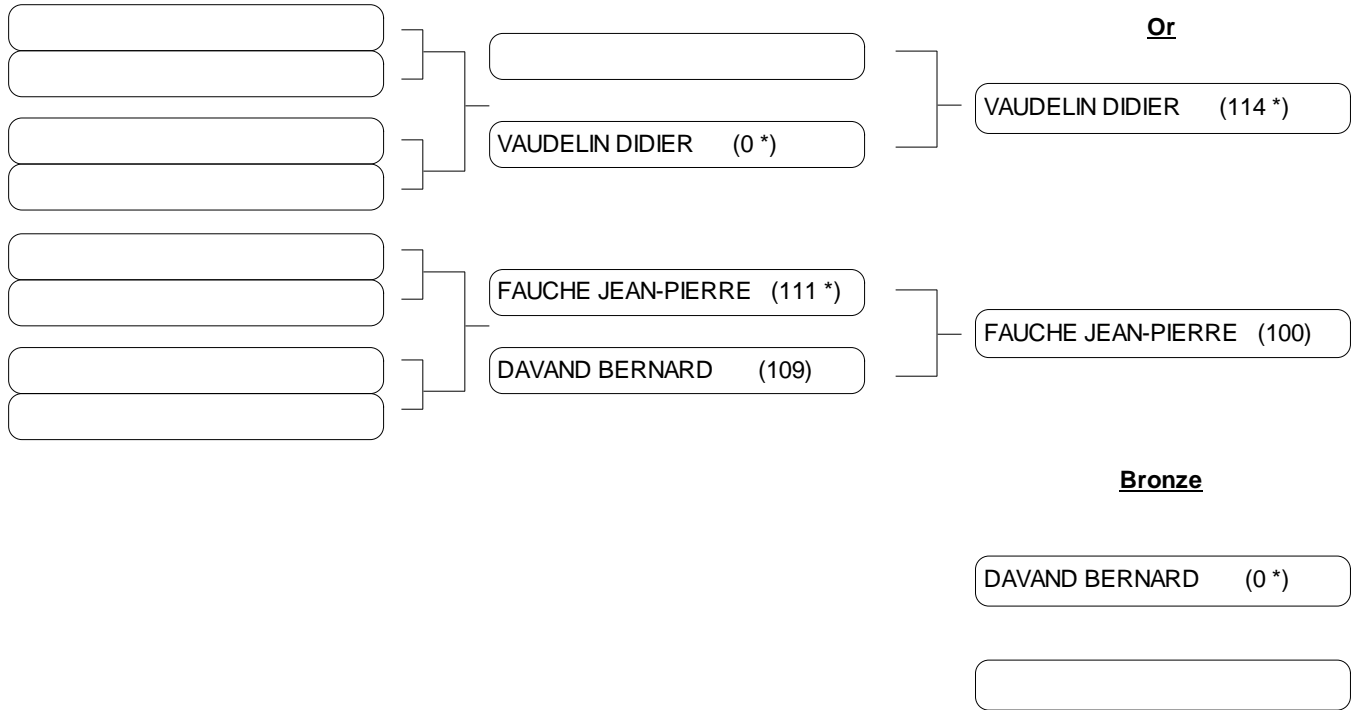 Or
VAUDELIN DIDIER (114 *)
VAUDELIN DIDIER (0 *)
FAUCHE JEAN-PIERRE (111 *)
FAUCHE JEAN-PIERRE (100)
DAVAND BERNARD (109)
Bronze
DAVAND BERNARD (0 *)